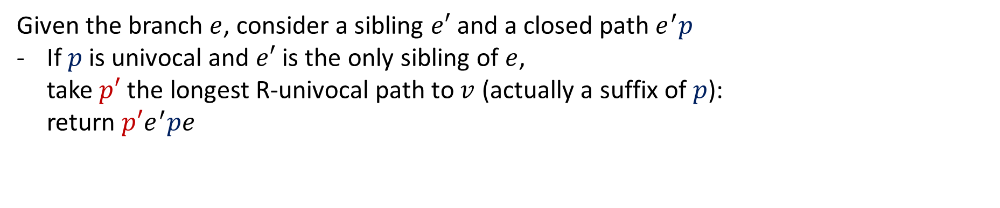 Given the branch 𝑒, consider a sibling 𝑒′ and a closed path 𝑒′𝑝
- If 𝑝 is univocal and 𝑒′ is the only sibling of 𝑒,
take 𝑝′ the longest R-univocal path to 𝑣 (actually a suffix of 𝑝):
return 𝑝′𝑒′𝑝𝑒